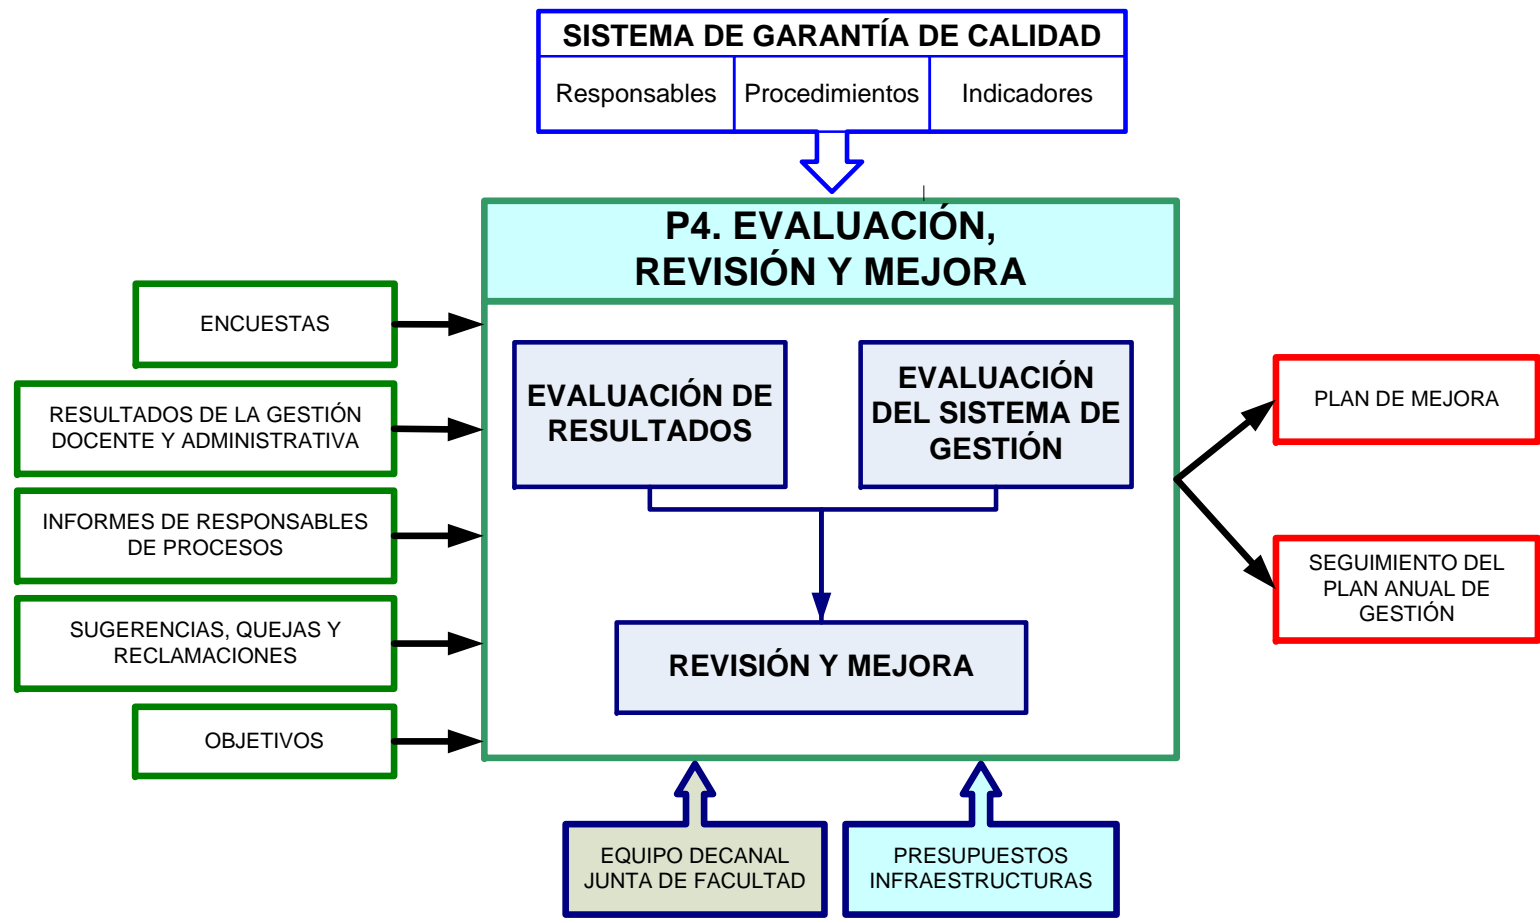 SISTEMA DE GARANTÍA DE CALIDAD
Responsables
Procedimientos
Indicadores
P4. EVALUACIÓN,
REVISIÓN Y MEJORA
ENCUESTAS
RESULTADOS DE LA GESTIÓN
DOCENTE Y ADMINISTRATIVA
INFORMES DE RESPONSABLES
DE PROCESOS
SUGERENCIAS, QUEJAS Y
RECLAMACIONES
OBJETIVOS
EVALUACIÓN DE
RESULTADOS
EVALUACIÓN
DEL SISTEMA DE
GESTIÓN
REVISIÓN Y MEJORA
PLAN DE MEJORA
SEGUIMIENTO DEL
PLAN ANUAL DE
GESTIÓN
EQUIPO DECANAL
JUNTA DE FACULTAD
PRESUPUESTOS
INFRAESTRUCTURAS